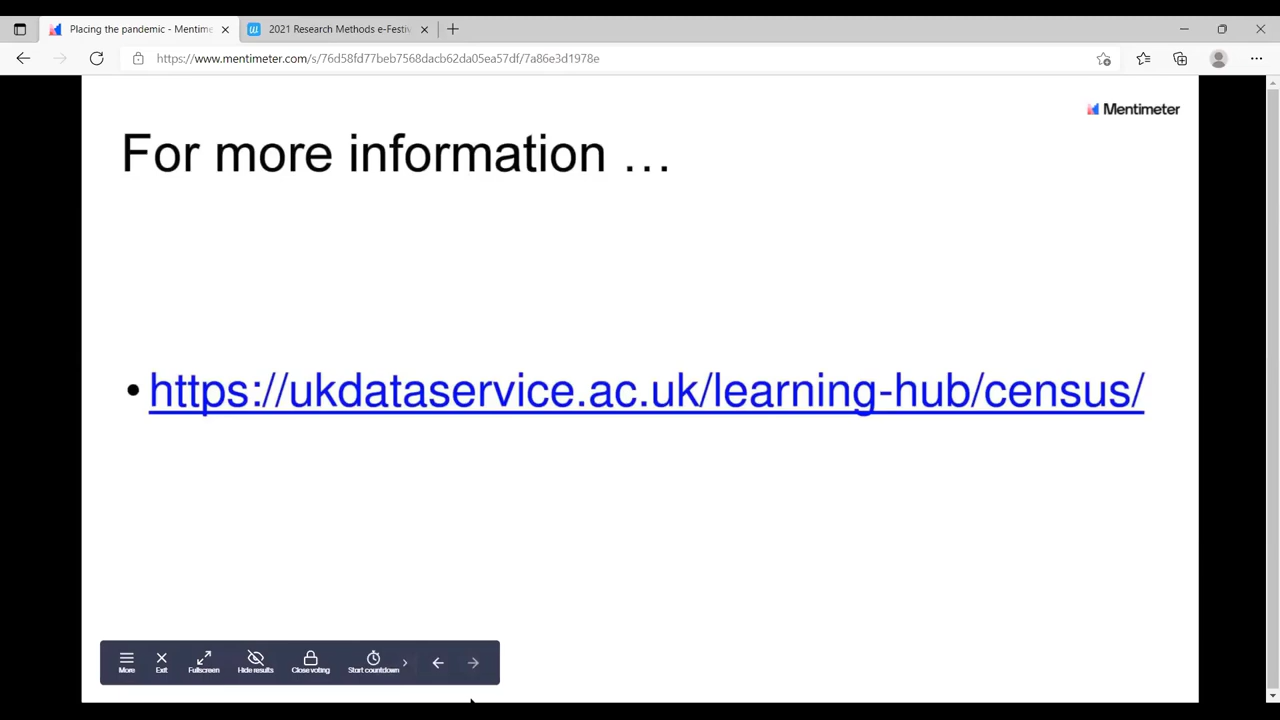 Placing the pandemic - Mentime
2021 Research Methods e-Festiv
https://www.mentimeter.com/s/76d58fd77beb7568dacb62da05ea57df/7a86e3d1978e
Mentimeter
For more information …
• https://ukdataservice.ac.uk/learning-hub/census/
More Exit Fullscreen Hide results Close voting Start countdown